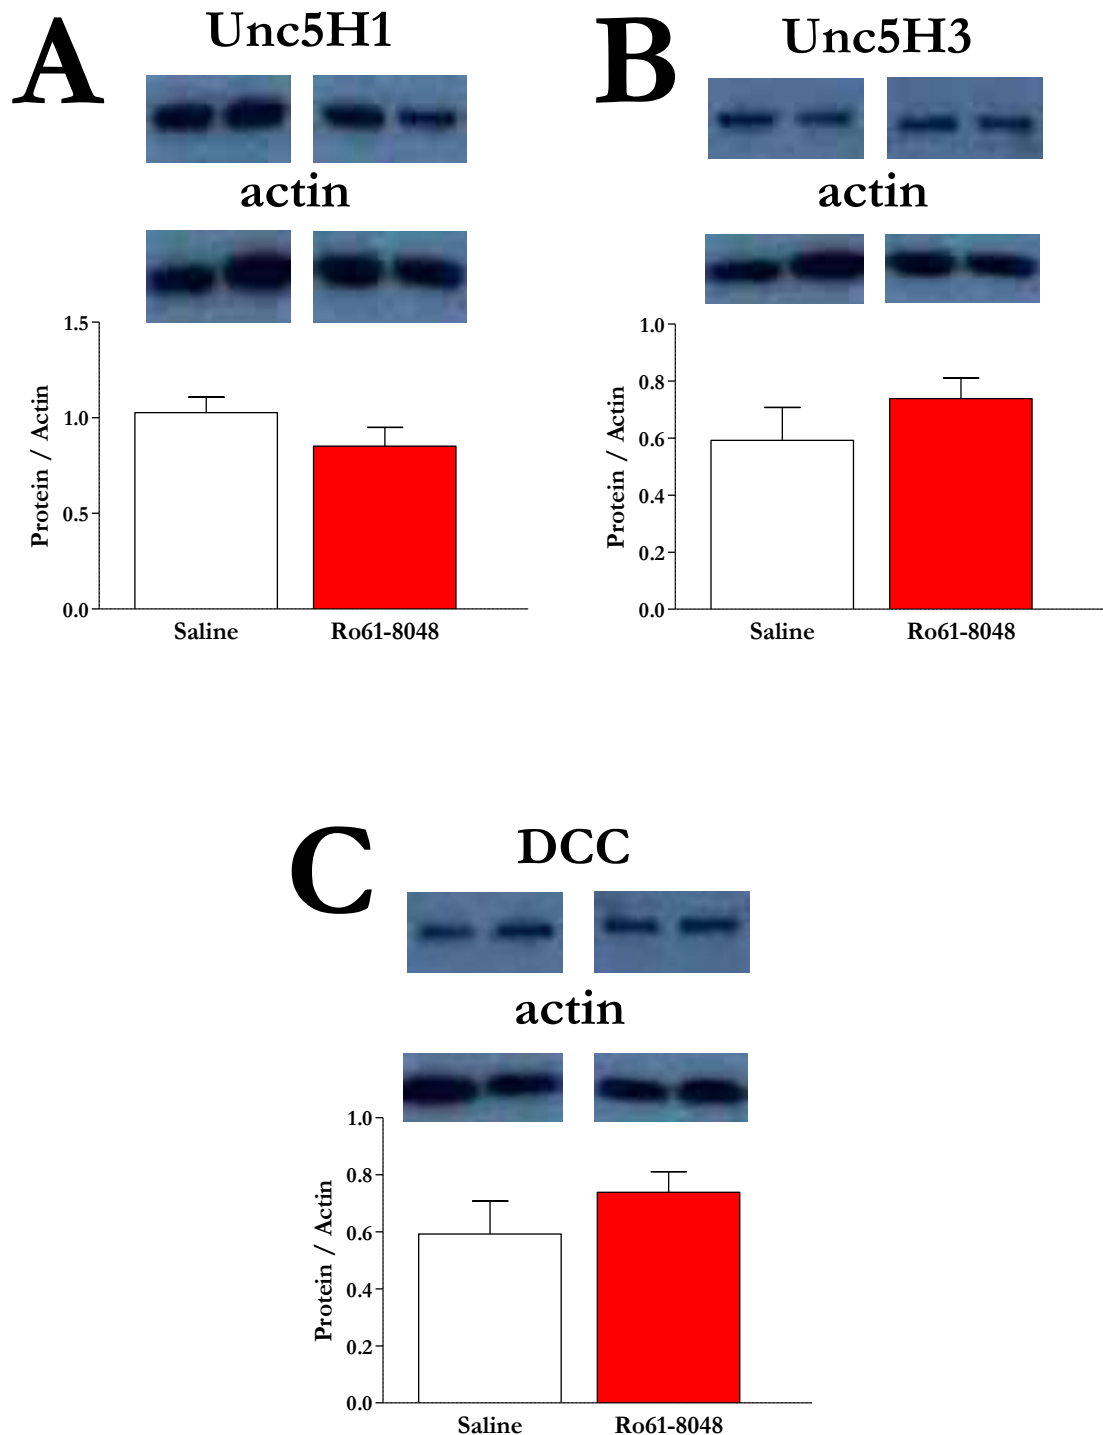 A
Unc5H1
actin
1.5
1.0
0.5
0.0
Protein / Actin
Saline
Ro61-8048
B
Unc5H3
actin
1.0
0.8
0.6
0.4
0.2
0.0
Protein / Actin
Saline
Ro61-8048
C
DCC
actin
1.0
0.8
0.6
0.4
0.2
0.0
Protein / Actin
Saline
Ro61-8048